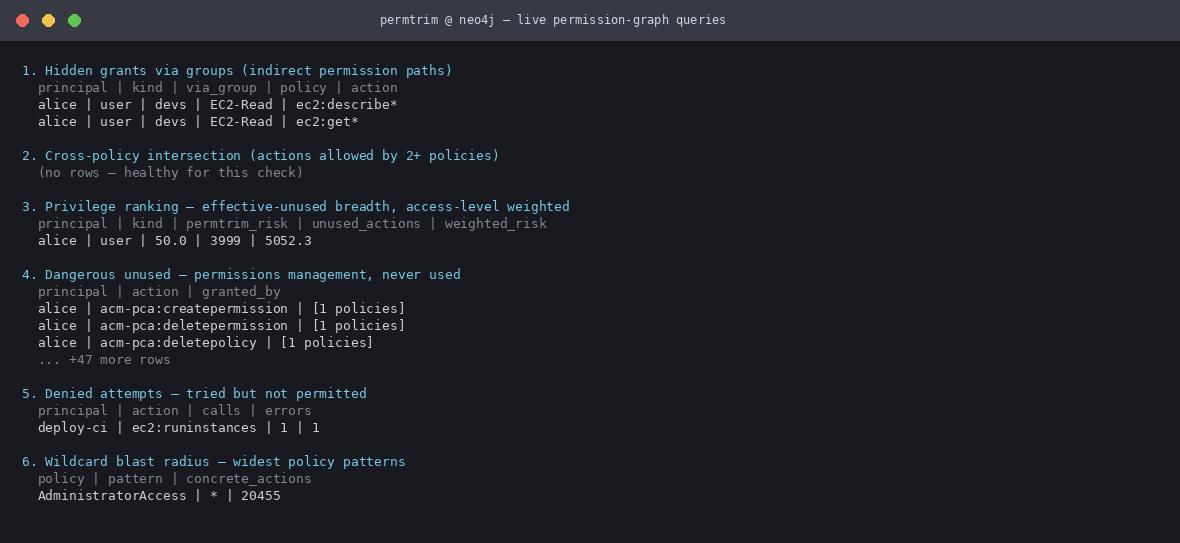 permtrim @ neo4j — live permission-graph queries
1. Hidden grants via groups (indirect permission paths)
principal | kind | via_group | policy | action
alice | user | devs | EC2-Read | ec2:describe*
alice | user | devs | EC2-Read | ec2:get*
2. Cross-policy intersection (actions allowed by 2+ policies)
(no rows — healthy for this check)
3. Privilege ranking — effective-unused breadth, access-level weighted
principal | kind | permtrim_risk | unused_actions | weighted_risk
alice | user | 50.0 | 3999 | 5052.3
4. Dangerous unused — permissions management, never used
principal | action | granted_by
alice | acm-pca:createpermission | [1 policies]
alice | acm-pca:deletepermission | [1 policies]
alice | acm-pca:deletepolicy | [1 policies]
... +47 more rows
5. Denied attempts — tried but not permitted
principal | action | calls | errors
deploy-ci | ec2:runinstances | 1 | 1
6. Wildcard blast radius — widest policy patterns
policy | pattern | concrete_actions
AdministratorAccess | * | 20455